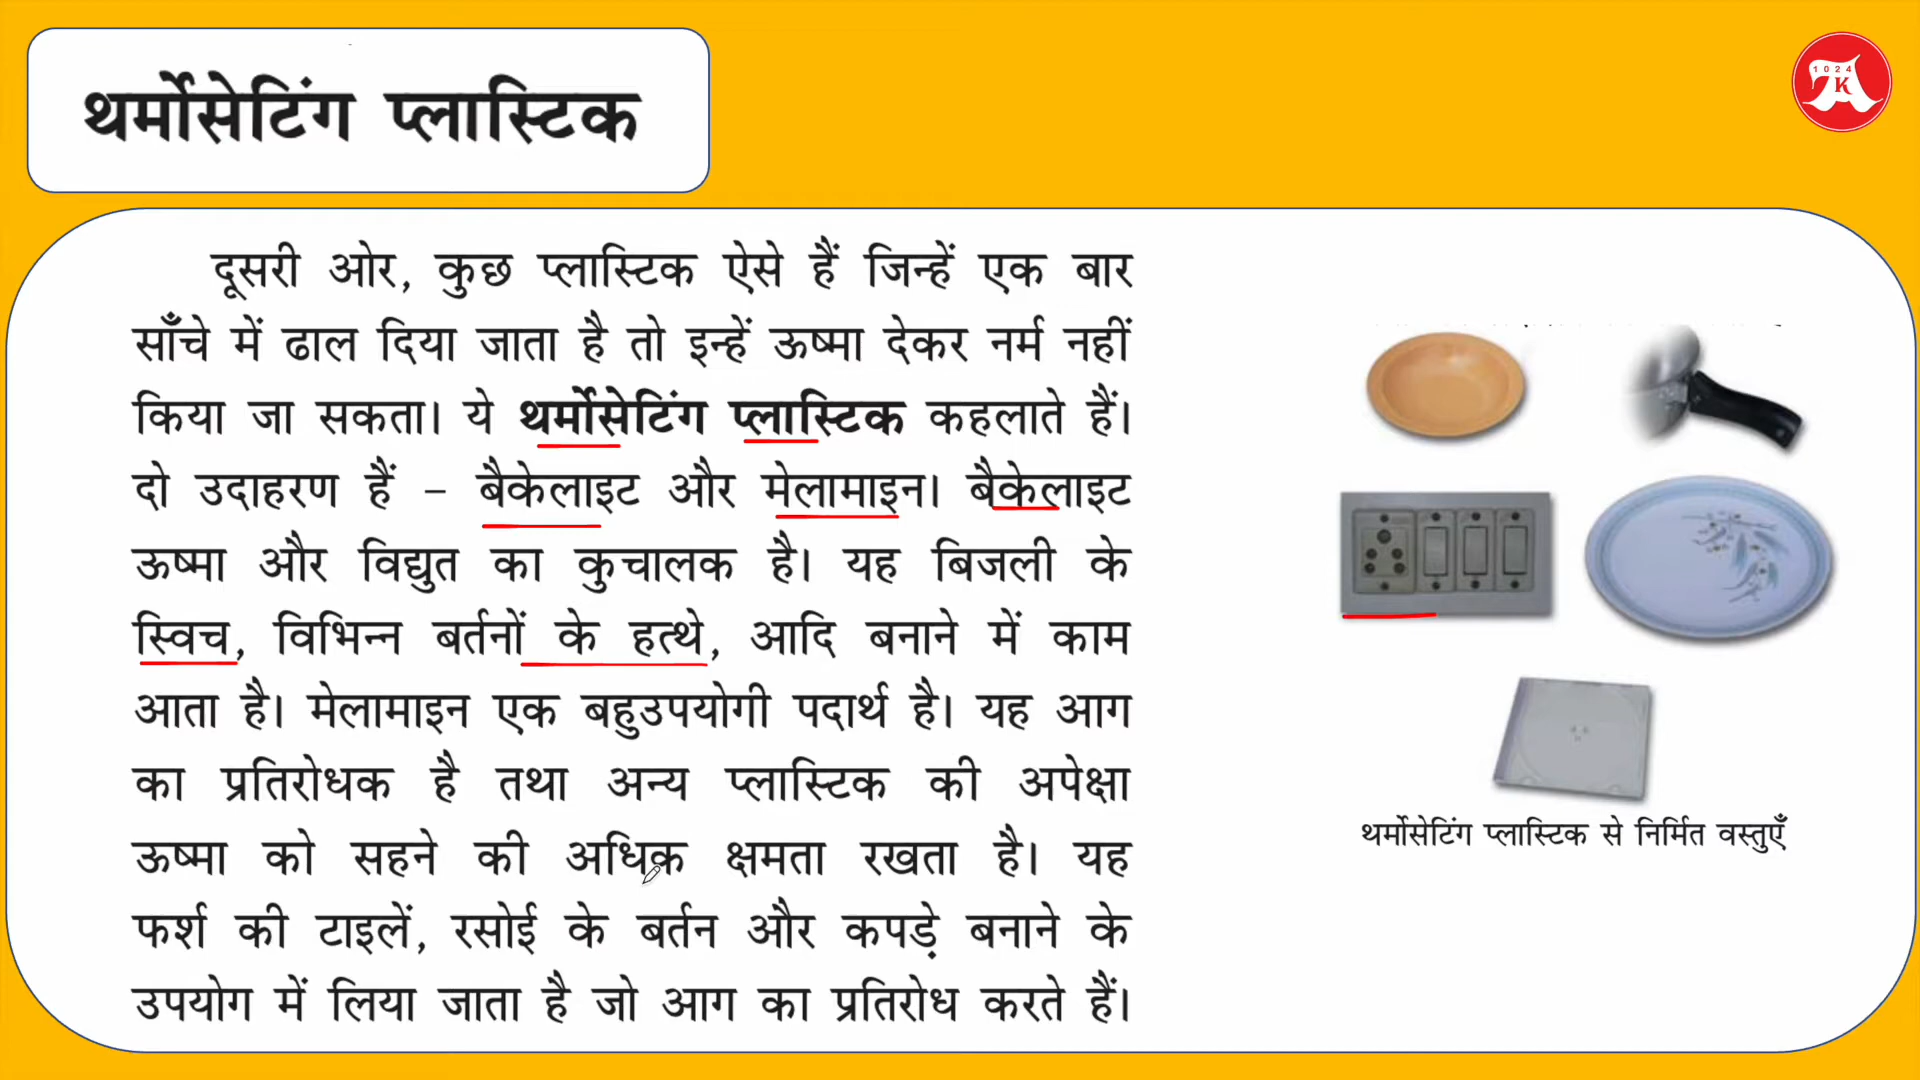 थर्मोसेटिंग प्लास्टिक
1024
K
दूसरी ओर, कुछ प्लास्टिक ऐसे हैं जिन्हें एक बार
साँचे में ढाल दिया जाता है तो इन्हें ऊष्मा देकर नर्म नहीं
किया जा सकता। ये थर्मोसेटिंग प्लास्टिक कहलाते हैं।
दो उदाहरण हैं – बैकेलाइट और मेलामाइन। बैकेलाइट
ऊष्मा और विद्युत का कुचालक है। यह बिजली के
स्विच, विभिन्न बर्तनों के हत्थे, आदि बनाने में काम
आता है। मेलामाइन एक बहुउपयोगी पदार्थ है। यह आग
का प्रतिरोधक है तथा अन्य प्लास्टिक की अपेक्षा
ऊष्मा को सहने की अधिक क्षमता रखता है। यह
फर्श की टाइलें, रसोई के बर्तन और कपड़े बनाने के
उपयोग में लिया जाता है जो आग का प्रतिरोध करते हैं।
थर्मोसेटिंग प्लास्टिक से निर्मित वस्तुएँ